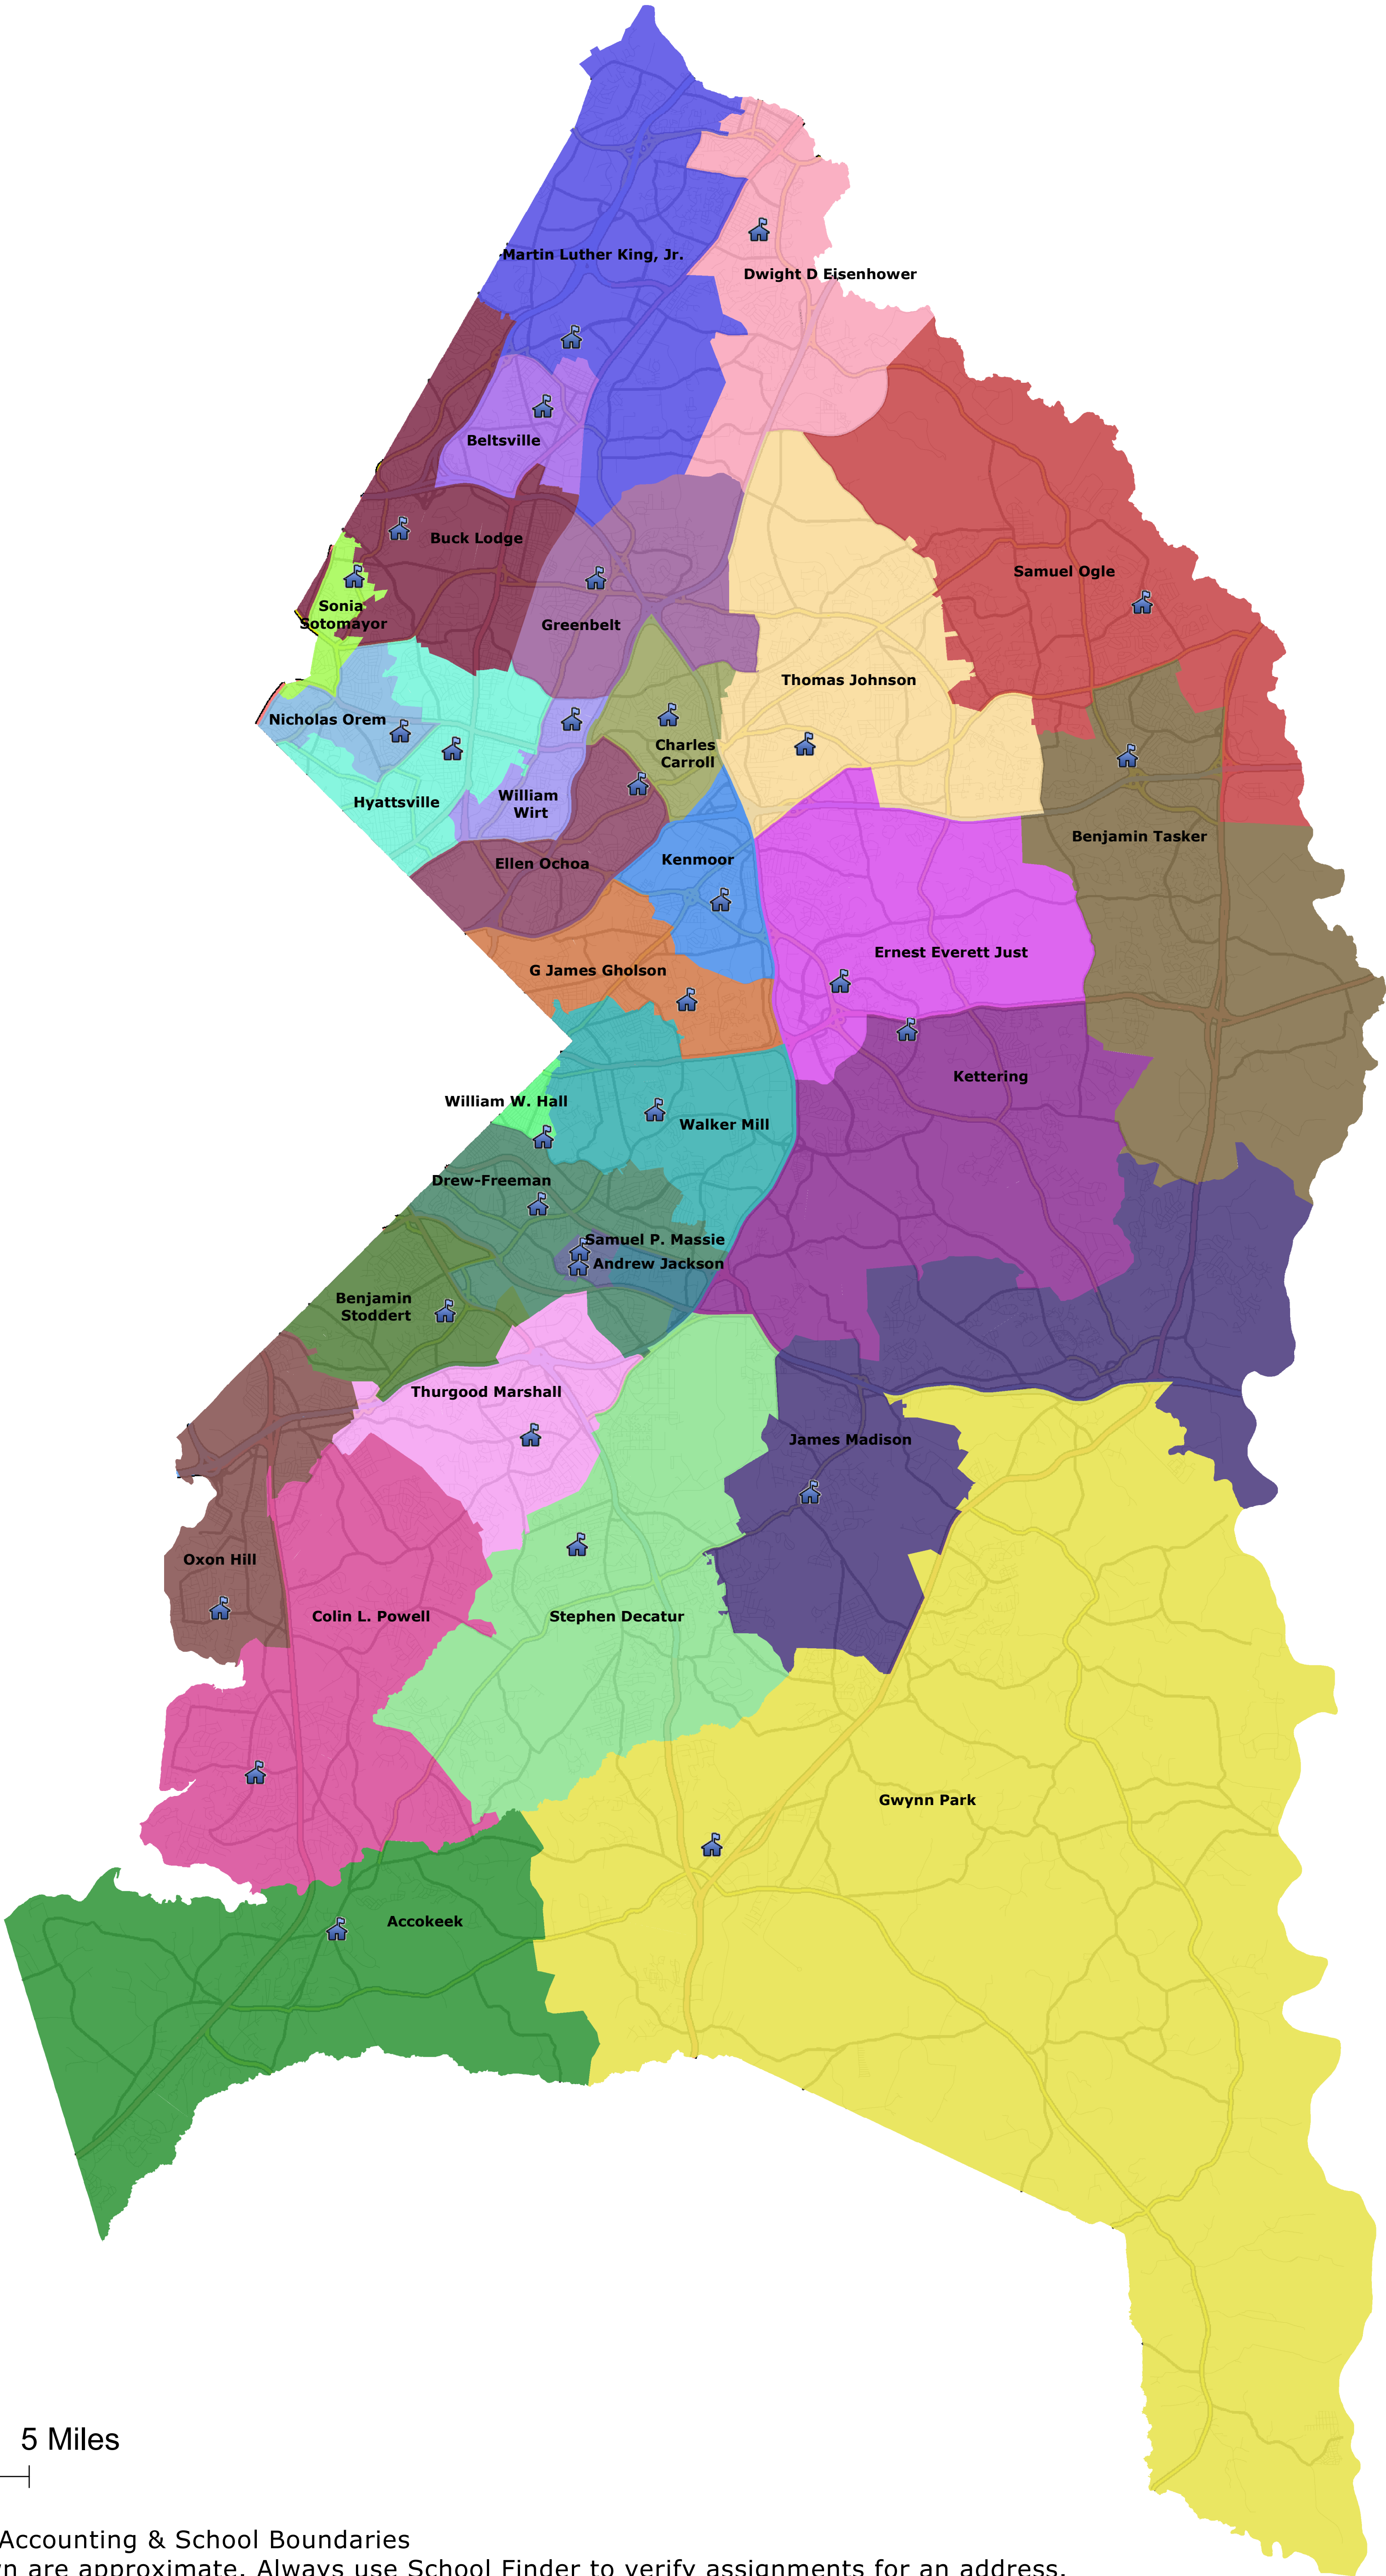 Martin Luther King, Jr.
Dwight D Eisenhower
Beltsville
Buck Lodge
Samuel Ogle
Sonia
Sotomayor
Greenbelt
Thomas Johnson
Nicholas Orem
Charles
Carroll
Hyattsville
William
Wirt
Benjamin Tasker
Ellen Ochoa
Kenmoor
Ernest Everett Just
G James Gholson
Kettering
William W. Hall
Walker Mill
Drew-Freeman
Samuel P. Massie
Andrew Jackson
Benjamin
Stoddert
Thurgood Marshall
James Madison
Oxon Hill
Colin L. Powell
Stephen Decatur
Gwynn Park
Accokeek
5 Miles
Accounting & School Boundaries
n are approximate. Always use School Finder to verify assignments for an address.